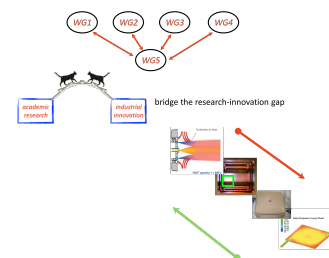 WG1
WG2
WG3
WG4
WG5
academic
research
industrial
innovation
bridge the research-innovation gap